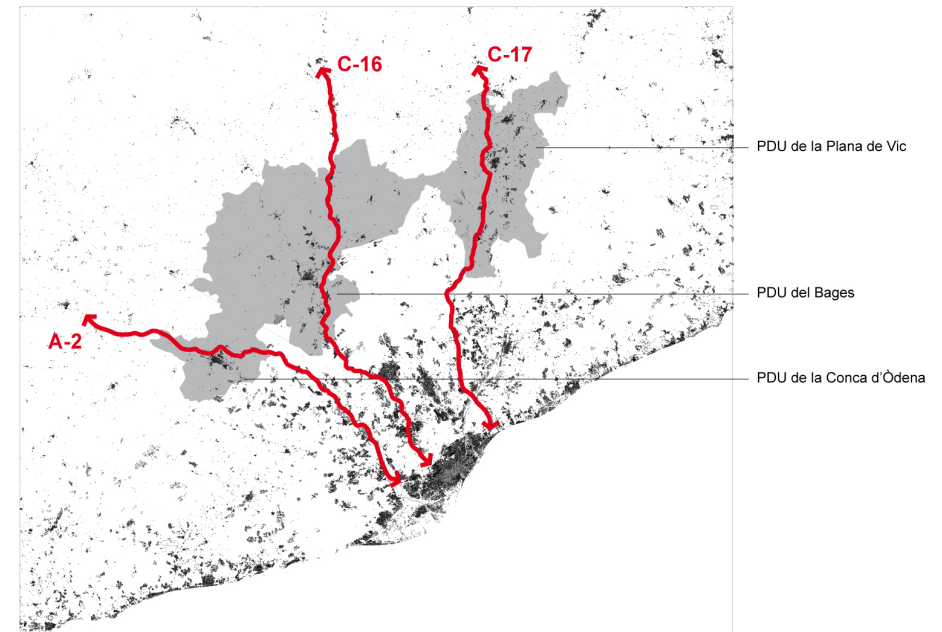 C-16
C-17
PDU de la Plana de Vic
PDU del Bages
A-2
PDU de la Conca d'Òdena